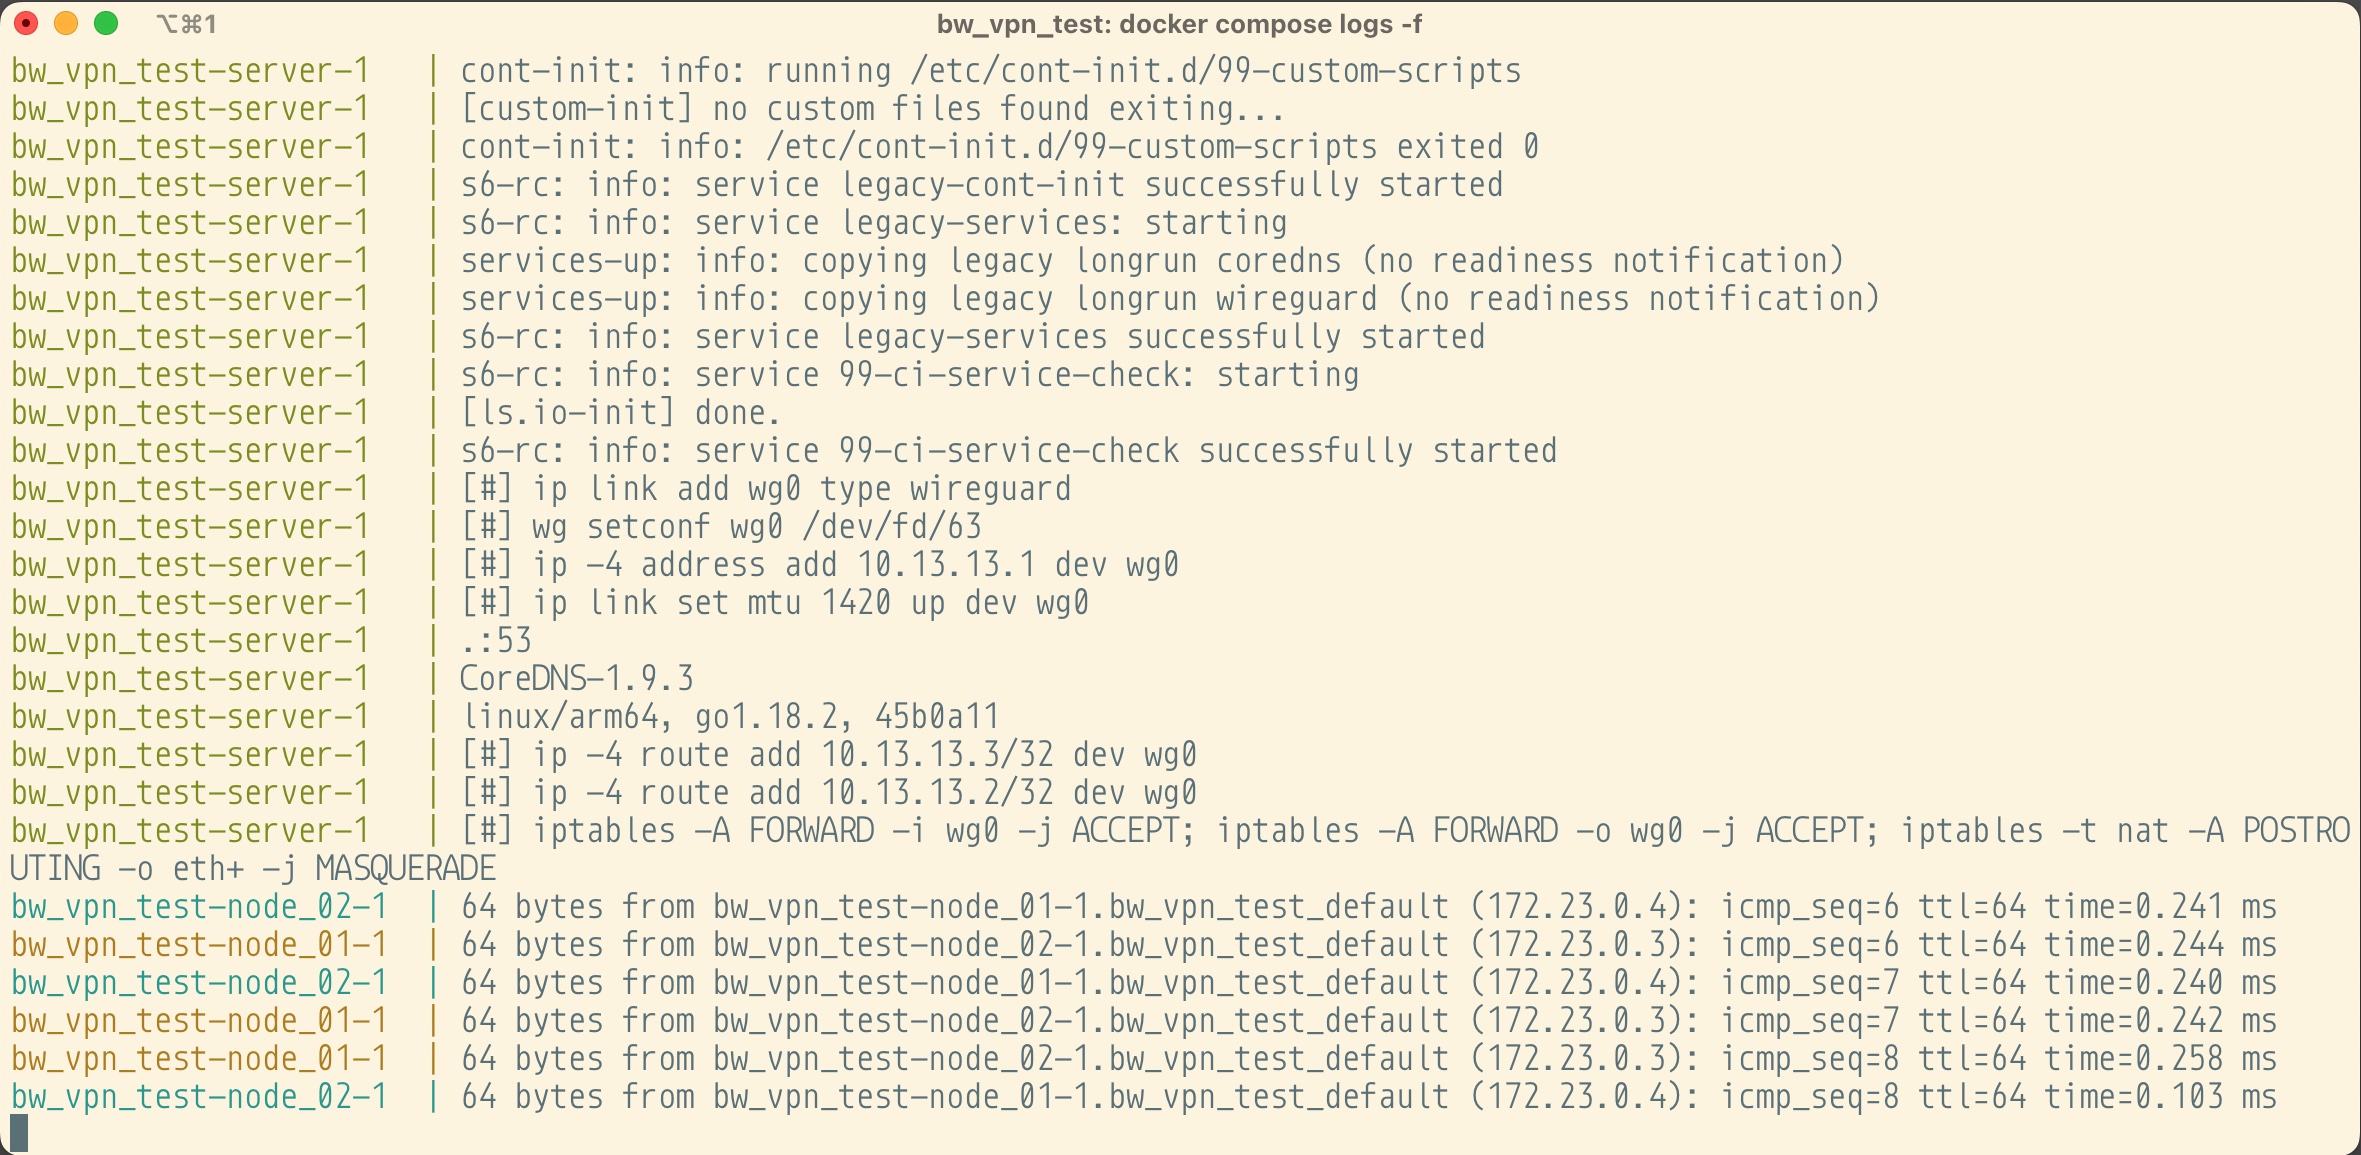 ⌥⌘1
bw_vpn_test: docker compose logs -f
bw_vpn_test-server-1   | cont-init: info: running /etc/cont-init.d/99-custom-scripts
bw_vpn_test-server-1   | [custom-init] no custom files found exiting...
bw_vpn_test-server-1   | cont-init: info: /etc/cont-init.d/99-custom-scripts exited 0
bw_vpn_test-server-1   | s6-rc: info: service legacy-cont-init successfully started
bw_vpn_test-server-1   | s6-rc: info: service legacy-services: starting
bw_vpn_test-server-1   | services-up: info: copying legacy longrun coredns (no readiness notification)
bw_vpn_test-server-1   | services-up: info: copying legacy longrun wireguard (no readiness notification)
bw_vpn_test-server-1   | s6-rc: info: service legacy-services successfully started
bw_vpn_test-server-1   | s6-rc: info: service 99-ci-service-check: starting
bw_vpn_test-server-1   | [ls.io-init] done.
bw_vpn_test-server-1   | s6-rc: info: service 99-ci-service-check successfully started
bw_vpn_test-server-1   | [#] ip link add wg0 type wireguard
bw_vpn_test-server-1   | [#] wg setconf wg0 /dev/fd/63
bw_vpn_test-server-1   | [#] ip -4 address add 10.13.13.1 dev wg0
bw_vpn_test-server-1   | [#] ip link set mtu 1420 up dev wg0
bw_vpn_test-server-1   | .:53
bw_vpn_test-server-1   | CoreDNS-1.9.3
bw_vpn_test-server-1   | linux/arm64, go1.18.2, 45b0a11
bw_vpn_test-server-1   | [#] ip -4 route add 10.13.13.3/32 dev wg0
bw_vpn_test-server-1   | [#] ip -4 route add 10.13.13.2/32 dev wg0
bw_vpn_test-server-1   | [#] iptables -A FORWARD -i wg0 -j ACCEPT; iptables -A FORWARD -o wg0 -j ACCEPT; iptables -t nat -A POSTRO
UTING -o eth+ -j MASQUERADE
bw_vpn_test-node_02-1  | 64 bytes from bw_vpn_test-node_01-1.bw_vpn_test_default (172.23.0.4): icmp_seq=6 ttl=64 time=0.241 ms
bw_vpn_test-node_01-1  | 64 bytes from bw_vpn_test-node_02-1.bw_vpn_test_default (172.23.0.3): icmp_seq=6 ttl=64 time=0.244 ms
bw_vpn_test-node_02-1  | 64 bytes from bw_vpn_test-node_01-1.bw_vpn_test_default (172.23.0.4): icmp_seq=7 ttl=64 time=0.240 ms
bw_vpn_test-node_01-1  | 64 bytes from bw_vpn_test-node_02-1.bw_vpn_test_default (172.23.0.3): icmp_seq=7 ttl=64 time=0.242 ms
bw_vpn_test-node_01-1  | 64 bytes from bw_vpn_test-node_02-1.bw_vpn_test_default (172.23.0.3): icmp_seq=8 ttl=64 time=0.258 ms
bw_vpn_test-node_02-1  | 64 bytes from bw_vpn_test-node_01-1.bw_vpn_test_default (172.23.0.4): icmp_seq=8 ttl=64 time=0.103 ms